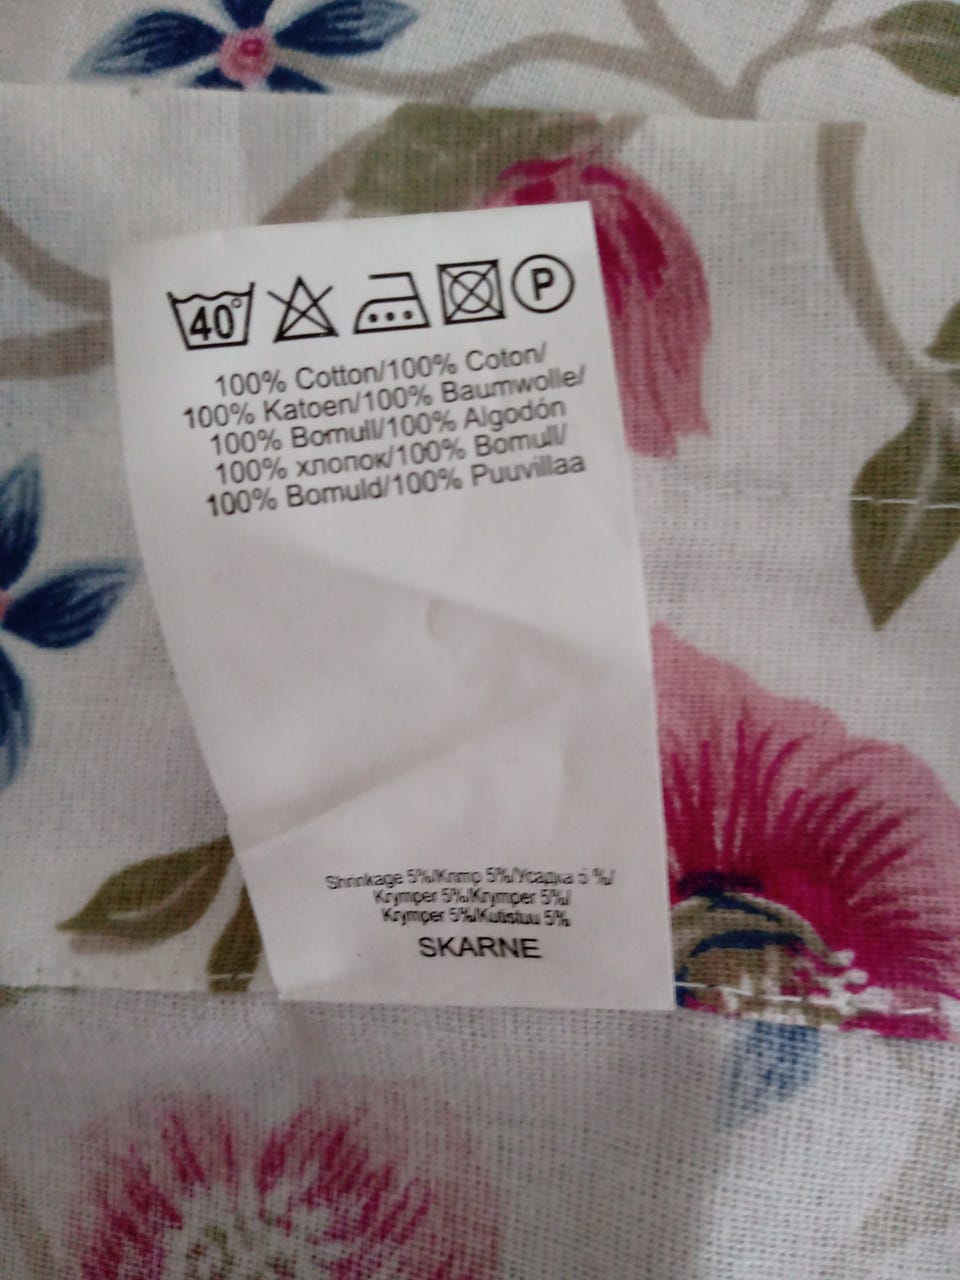 40°
P
100% Cotton/100% Coton/
100% Katoen/100% Baumwolle/
100% Bomull/100% Algodón
100% хлопок/100% Bomull/
100% Bomuld/100% Puuvillaa
Shrinkage 5%/Krimp 5%/Усадка 5 %/
Krymper 5%/Krymper 5%/
Krymper 5%/Kutistuu 5%
SKARNE